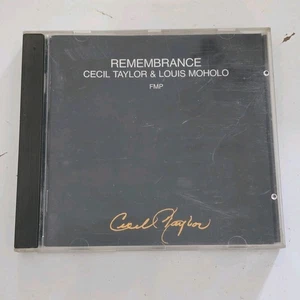 REMEMBRANCE
CECIL TAYLOR & LOUIS MOHOLO
FMP
Cecil Taylor